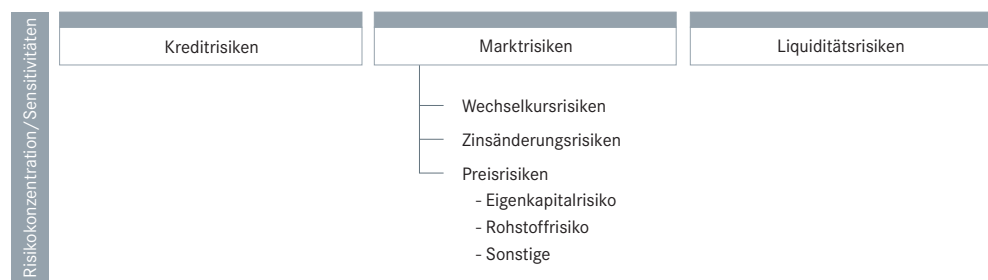 Risikokonzentration/Sensitivitäten
Kreditrisiken
Marktrisiken
Liquiditätsrisiken
Wechselkursrisiken
Zinsänderungsrisiken
Preisrisiken
- Eigenkapitalrisiko
- Rohstoffrisiko
- Sonstige